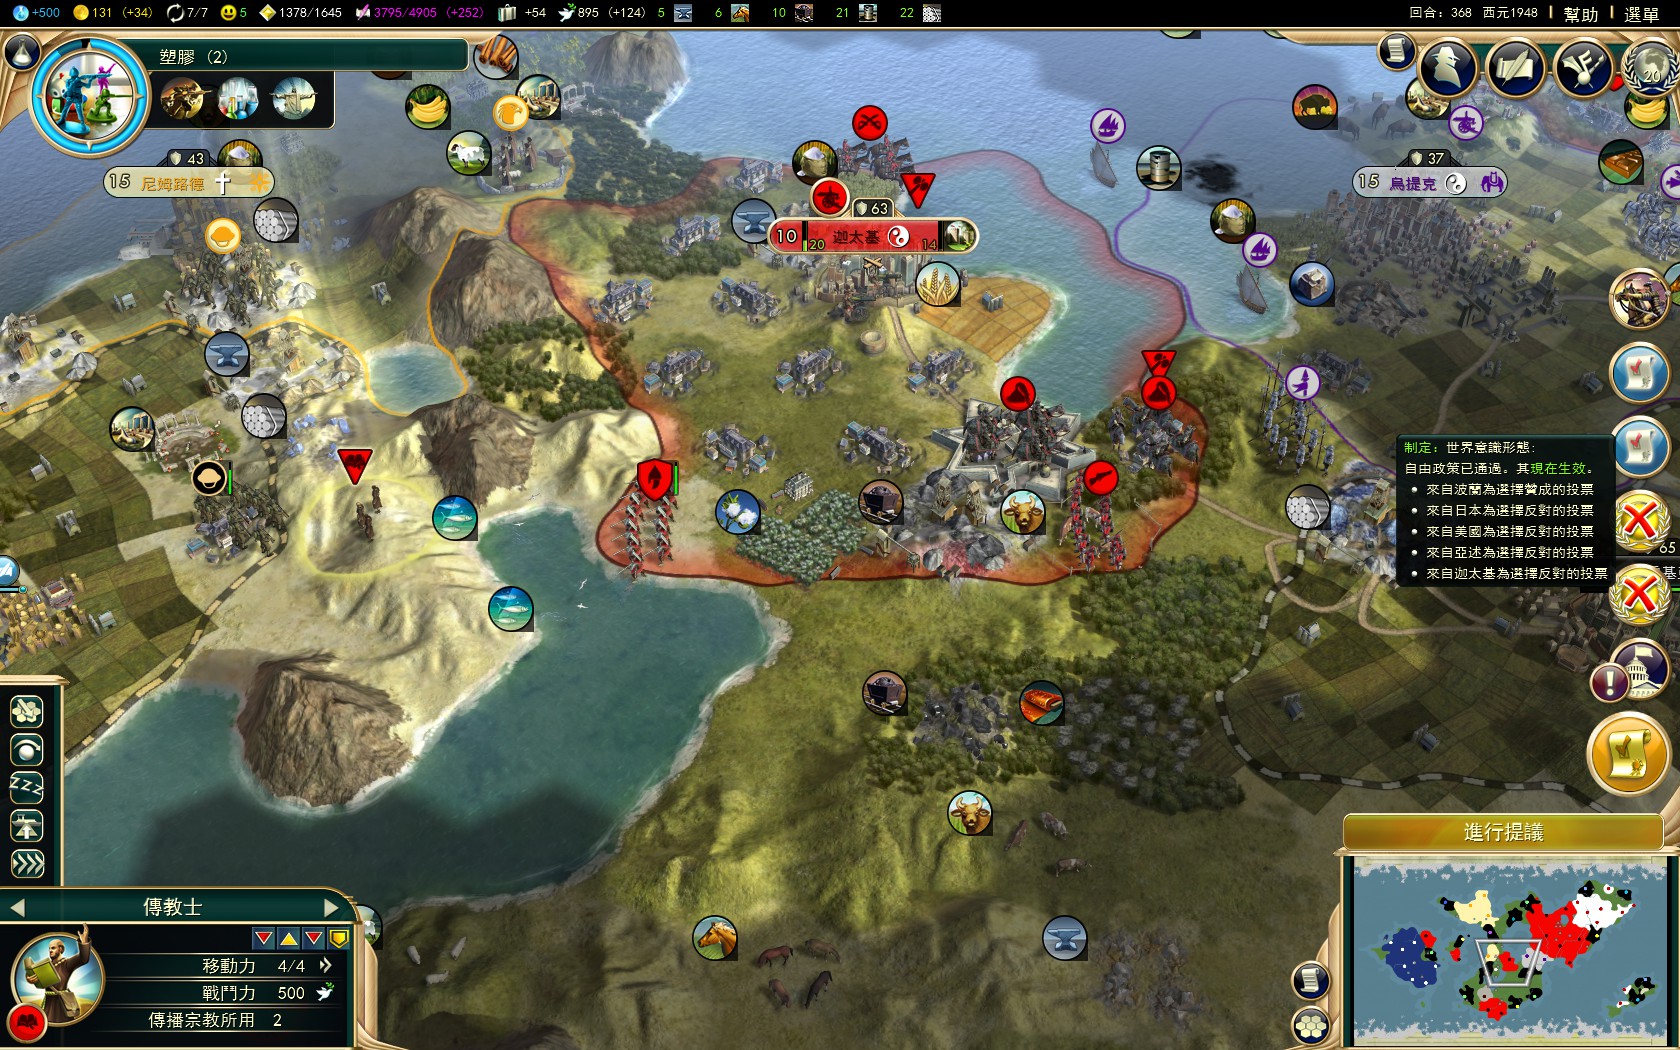 +500 131 (+34) 7/7 5 1378/1645 3795/4905 (+252) +54 895 (+124) 5 6 10 21 22 回合：368 西元1948 幫助 選單
塑膠 (2)
20
43
15 尼姆路德
63
10 20 迦太基 14
37
15 烏提克
制定：世界意識形態：
自由政策已通過。其現在生效。
• 來自波蘭為選擇贊成的投票
• 來自日本為選擇反對的投票
• 來自美國為選擇反對的投票
• 來自亞述為選擇反對的投票
• 來自迦太基為選擇反對的投票
65
進行提議
傳教士
移動力 4/4
戰鬥力 500
傳播宗教所用 2